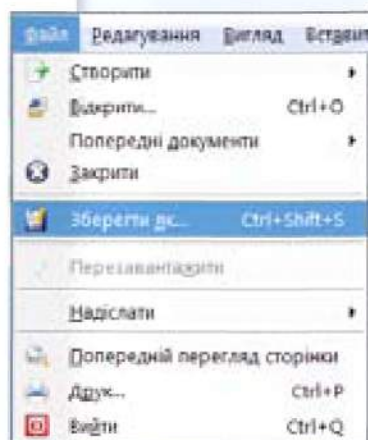 Файл Редагування Вигляд Вставит
Створити
Відкрити... Ctrl+O
Попередні документи
Закрити
Зберегти як... Ctrl+Shift+S
Перезавантажити
Надіслати
Попередній перегляд сторінки
Друк... Ctrl+P
Вийти Ctrl+Q